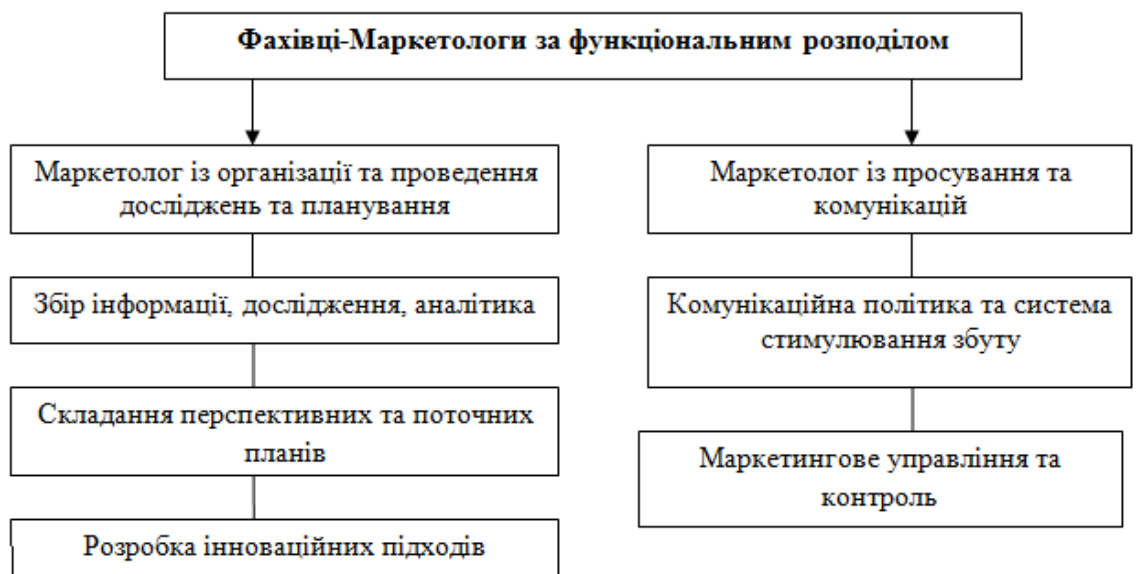 Фахівці-Маркетологи за функціональним розподілом
Маркетолог із організації та проведення
досліджень та планування
Збір інформації, дослідження, аналітика
Складання перспективних та поточних
планів
Розробка інноваційних підходів
Маркетолог із просування та
комунікацій
Комунікаційна політика та система
стимулювання збуту
Маркетингове управління та
контроль